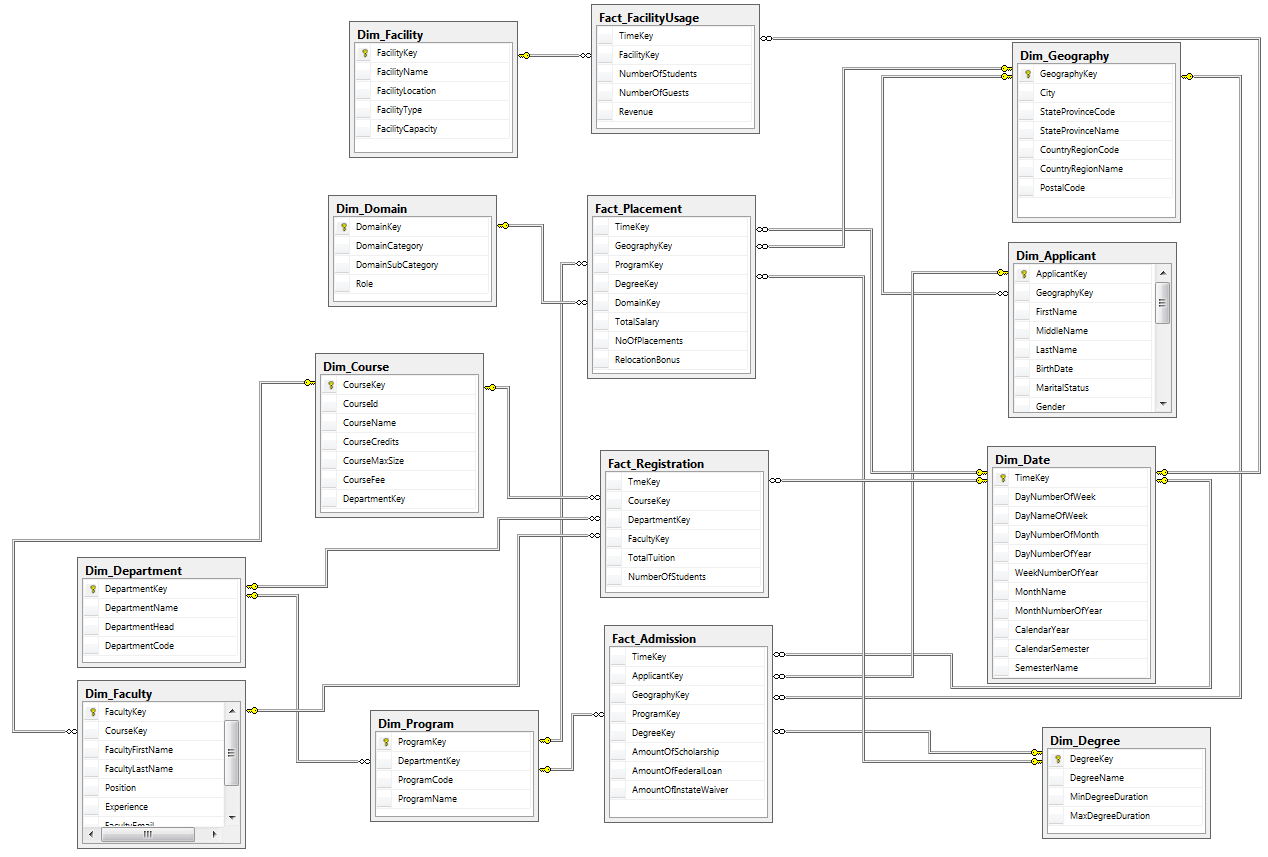 Dim_Facility
FacilityKey
FacilityName
FacilityLocation
FacilityType
FacilityCapacity
Fact_FacilityUsage
TimeKey
FacilityKey
NumberOfStudents
NumberOfGuests
Revenue
Dim_Geography
GeographyKey
City
StateProvinceCode
StateProvinceName
CountryRegionCode
CountryRegionName
PostalCode
Dim_Domain
DomainKey
DomainCategory
DomainSubCategory
Role
Fact_Placement
TimeKey
GeographyKey
ProgramKey
DegreeKey
DomainKey
TotalSalary
NoOfPlacements
RelocationBonus
Dim_Applicant
ApplicantKey
GeographyKey
FirstName
MiddleName
LastName
BirthDate
MaritalStatus
Gender
Dim_Course
CourseKey
CourseId
CourseName
CourseCredits
CourseMaxSize
CourseFee
DepartmentKey
Fact_Registration
TmeKey
CourseKey
DepartmentKey
FacultyKey
TotalTuition
NumberOfStudents
Dim_Date
TimeKey
DayNumberOfWeek
DayNameOfWeek
DayNumberOfMonth
DayNumberOfYear
WeekNumberOfYear
MonthName
MonthNumberOfYear
CalendarYear
CalendarSemester
SemesterName
Dim_Department
DepartmentKey
DepartmentName
DepartmentHead
DepartmentCode
Dim_Faculty
FacultyKey
CourseKey
FacultyFirstName
FacultyLastName
Position
Experience
FacultyEmail
Dim_Program
ProgramKey
DepartmentKey
ProgramCode
ProgramName
Fact_Admission
TimeKey
ApplicantKey
GeographyKey
ProgramKey
DegreeKey
AmountOfScholarship
AmountOfFederalLoan
AmountOfInstateWaiver
Dim_Degree
DegreeKey
DegreeName
MinDegreeDuration
MaxDegreeDuration